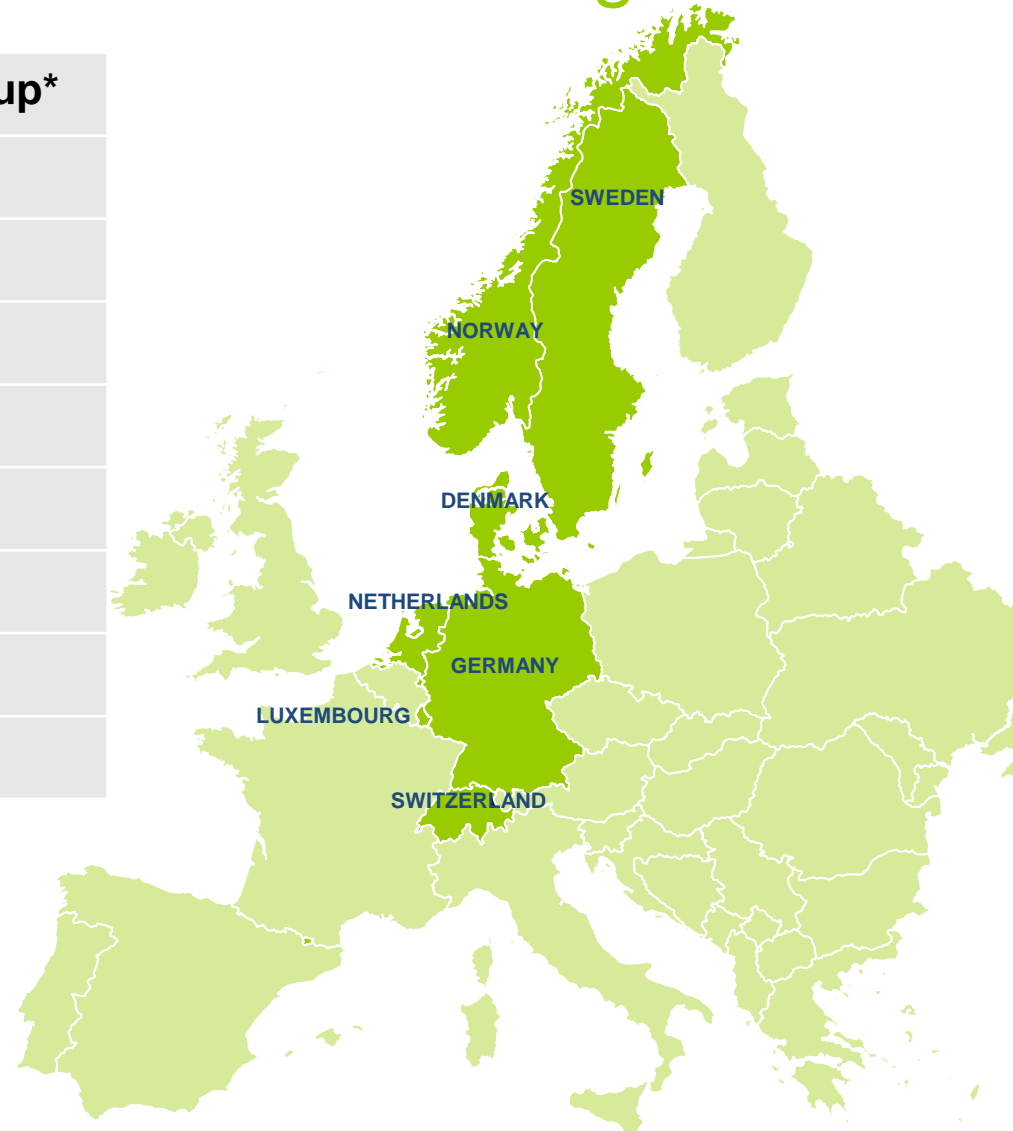 up*
SWEDEN
NORWAY
DENMARK
NETHERLANDS
GERMANY
LUXEMBOURG
SWITZERLAND